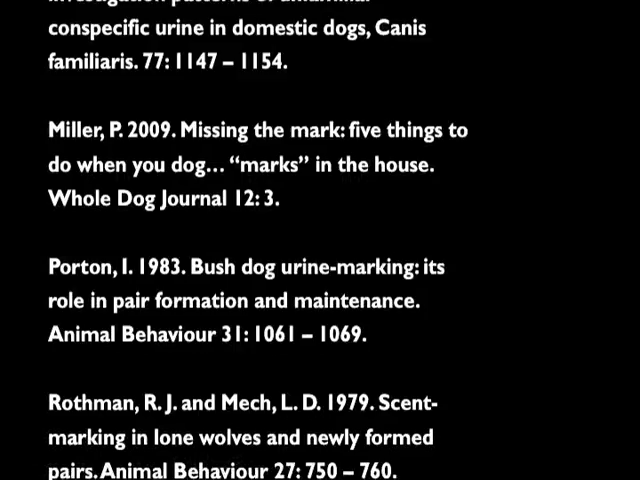 conspecific urine in domestic dogs, Canis
familiaris. 77: 1147 – 1154.
Miller, P. 2009. Missing the mark: five things to
do when you dog... “marks” in the house.
Whole Dog Journal 12: 3.
Porton, I. 1983. Bush dog urine-marking: its
role in pair formation and maintenance.
Animal Behaviour 31: 1061 – 1069.
Rothman, R. J. and Mech, L. D. 1979. Scent-
marking in lone wolves and newly formed
pairs. Animal Behaviour 27: 750 – 760.